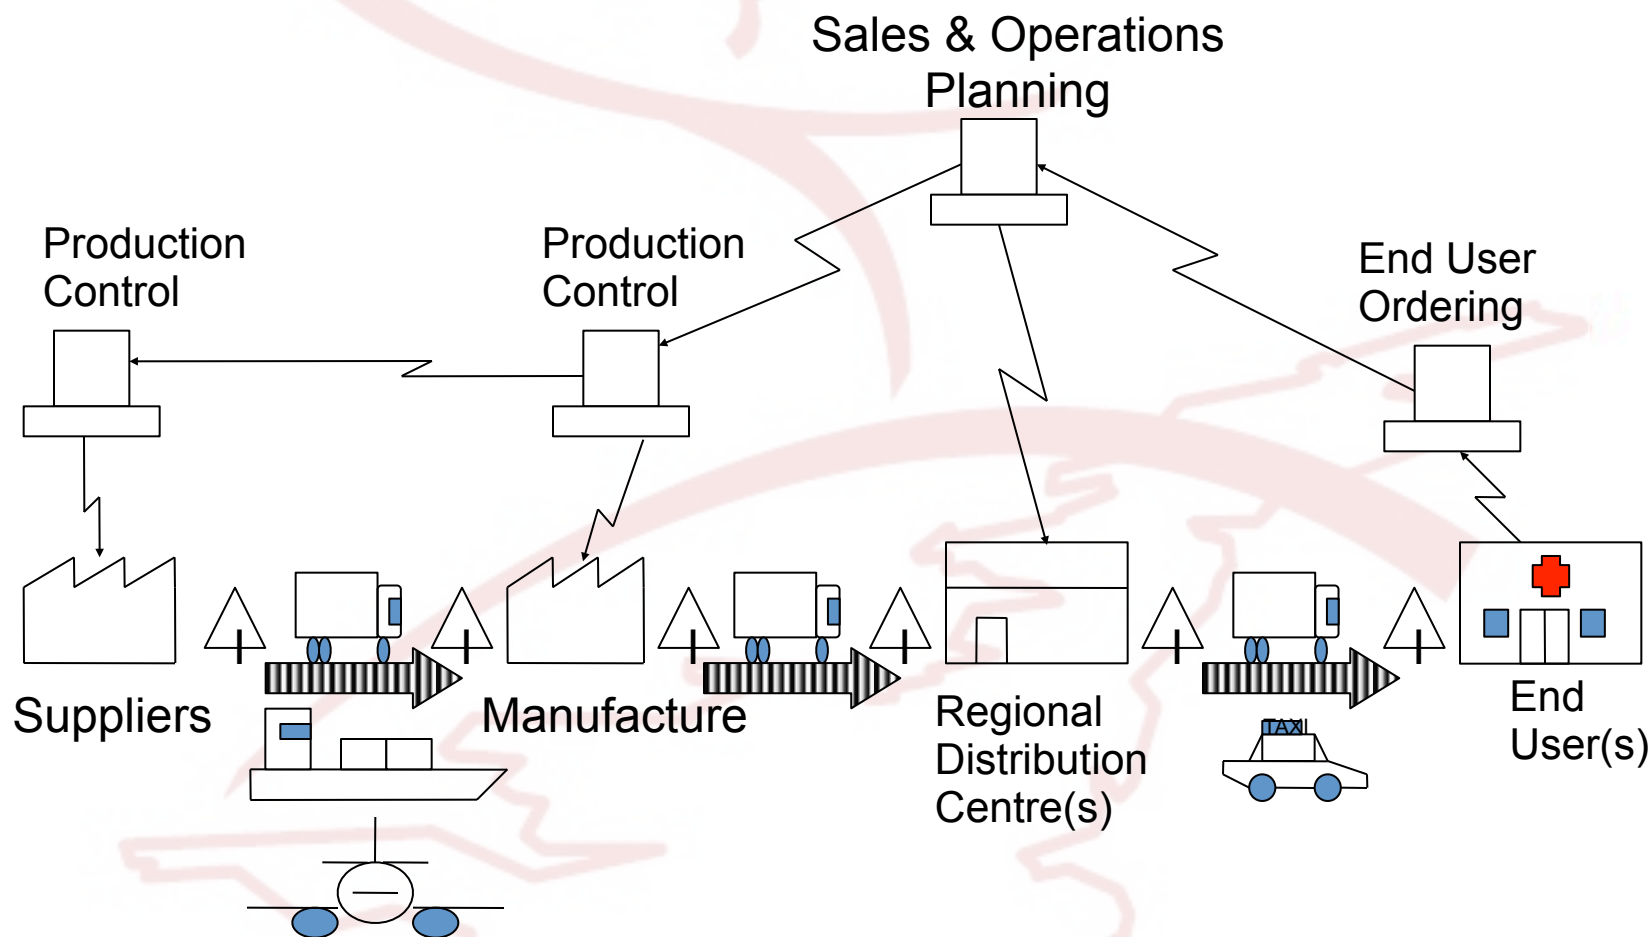 Sales & Operations
Planning
Production
Control
Production
Control
End User
Ordering
Suppliers
Manufacture
Regional
Distribution
Centre(s)
TAXI
End
User(s)